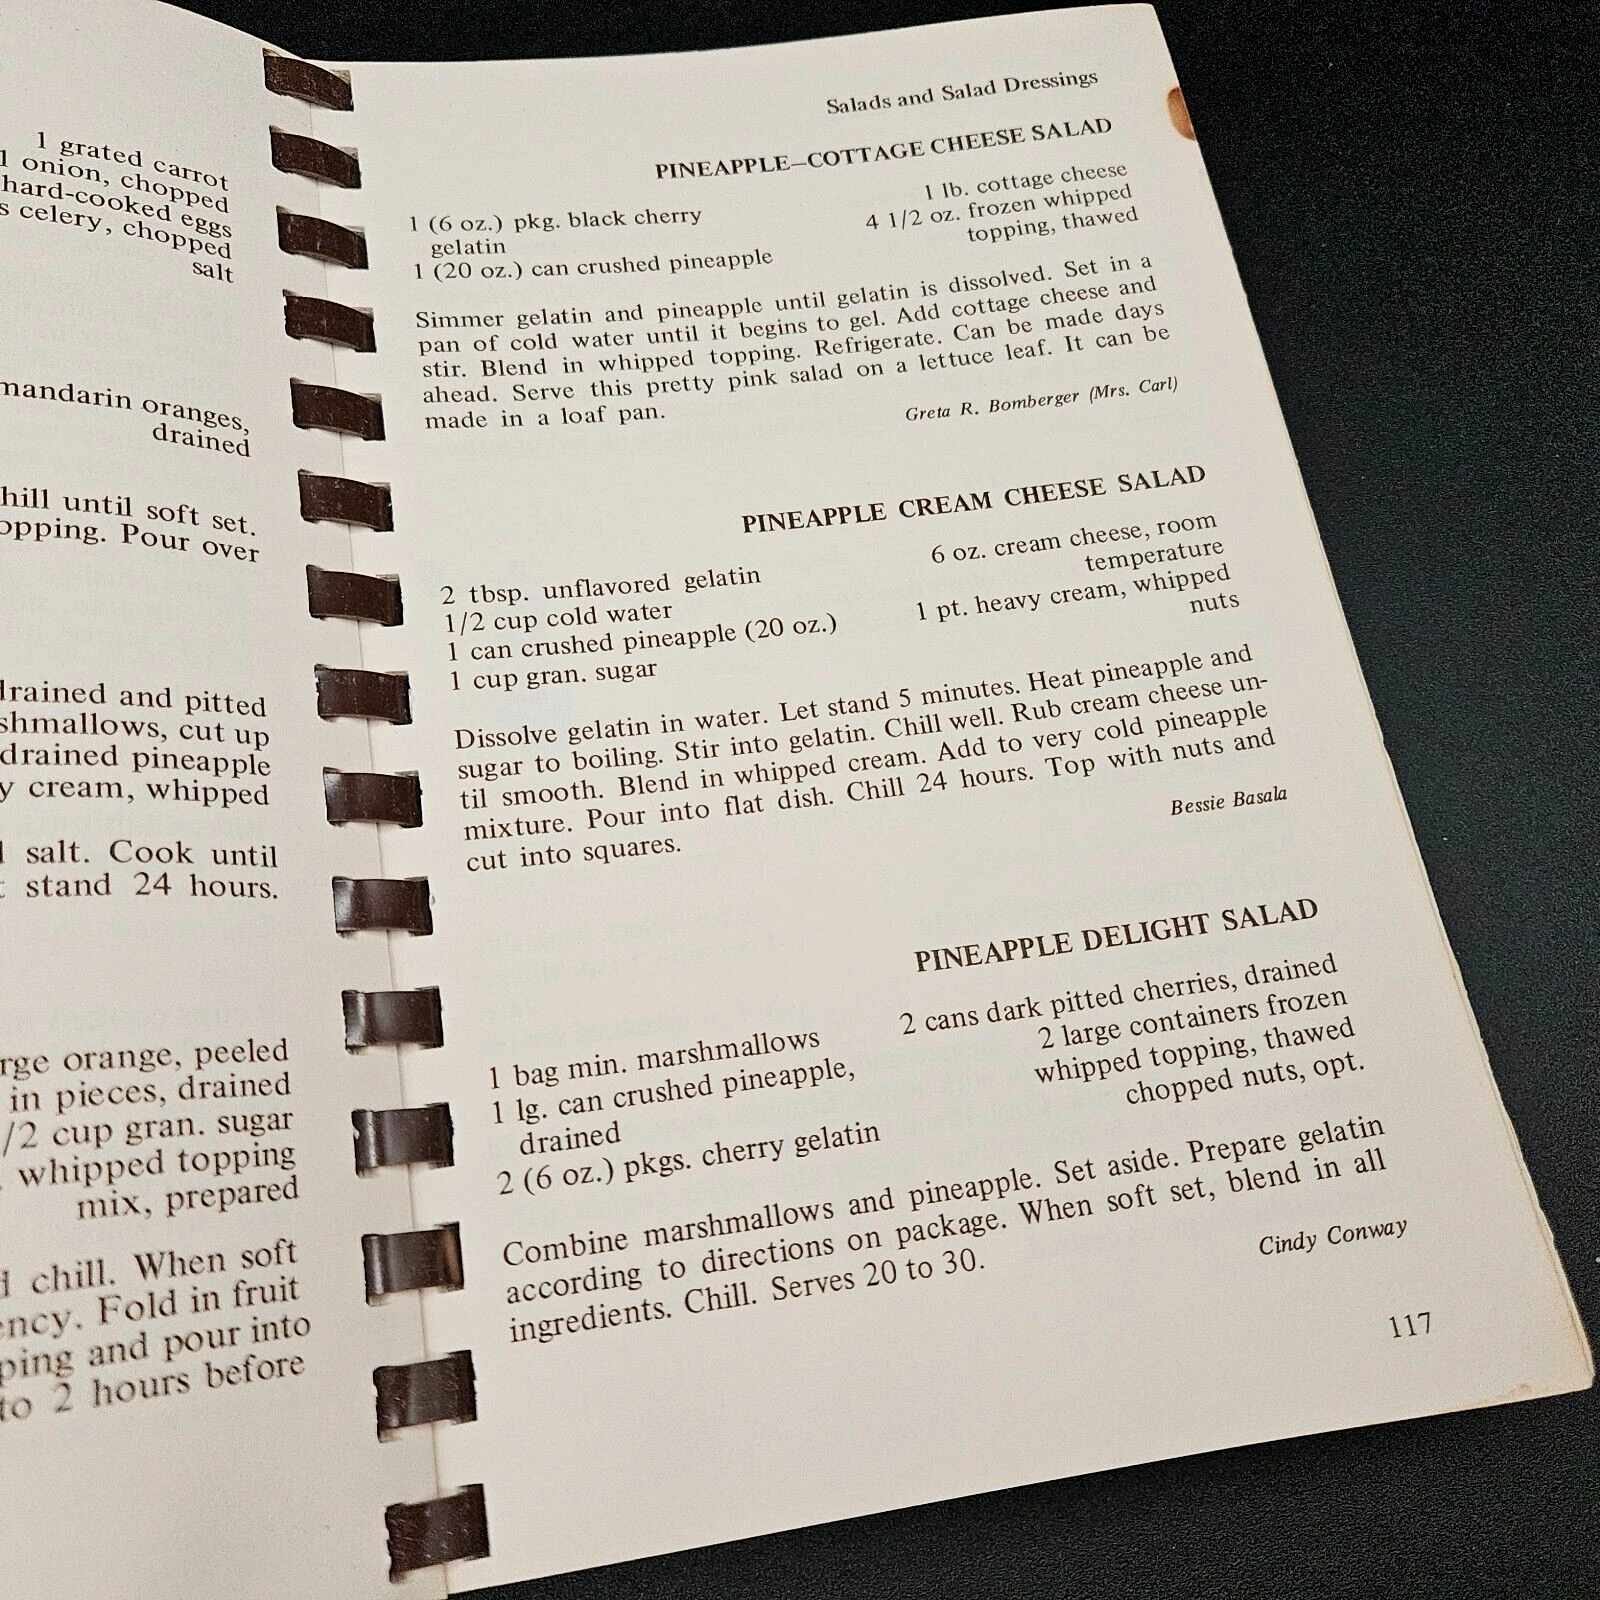 1 grated carrot
1 onion, chopped
hard-cooked eggs
celery, chopped
salt
mandarin oranges,
drained
until soft set.
Pour over
drained and pitted
cut up
drained pineapple
cream, whipped
salt. Cook until
stand 24 hours.
orange, peeled
in pieces, drained
/2 cup gran. sugar
whipped topping
mix, prepared
chill. When soft
Fold in fruit
and pour into
to 2 hours before
Salads and Salad Dressings
PINEAPPLE–COTTAGE CHEESE SALAD
1 (6 oz.) pkg. black cherry
gelatin
1 (20 oz.) can crushed pineapple
1 lb. cottage cheese
4 1/2 oz. frozen whipped
topping, thawed
Simmer gelatin and pineapple until gelatin is dissolved. Set in a
pan of cold water until it begins to gel. Add cottage cheese and
stir. Blend in whipped topping. Refrigerate. Can be made days
ahead. Serve this pretty pink salad on a lettuce leaf. It can be
made in a loaf pan.
Greta R. Bomberger (Mrs. Carl)
PINEAPPLE CREAM CHEESE SALAD
2 tbsp. unflavored gelatin
1/2 cup cold water
1 can crushed pineapple (20 oz.)
1 cup gran. sugar
6 oz. cream cheese, room
temperature
1 pt. heavy cream, whipped
nuts
Dissolve gelatin in water. Let stand 5 minutes. Heat pineapple and
sugar to boiling. Stir into gelatin. Chill well. Rub cream cheese un-
til smooth. Blend in whipped cream. Add to very cold pineapple
mixture. Pour into flat dish. Chill 24 hours. Top with nuts and
cut into squares.
Bessie Basala
PINEAPPLE DELIGHT SALAD
1 bag min. marshmallows
1 lg. can crushed pineapple,
drained
2 (6 oz.) pkgs. cherry gelatin
2 cans dark pitted cherries, drained
2 large containers frozen
whipped topping, thawed
chopped nuts, opt.
Combine marshmallows and pineapple. Set aside. Prepare gelatin
according to directions on package. When soft set, blend in all
ingredients. Chill. Serves 20 to 30.
Cindy Conway
117